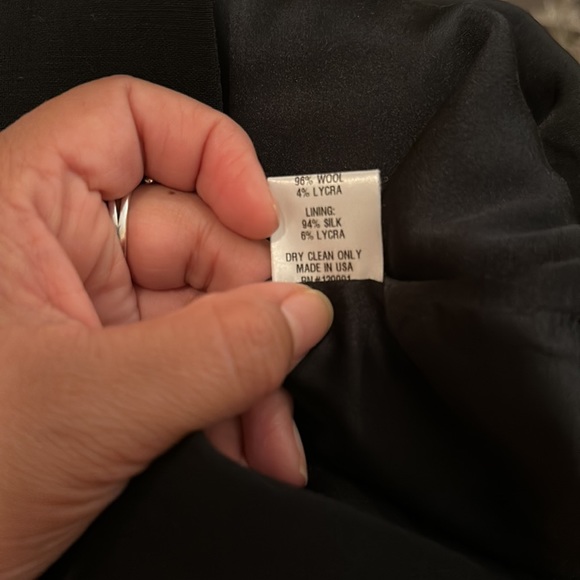 96% WOOL
4% LYCRA
LINING:
94% SILK
6% LYCRA
DRY CLEAN ONLY
MADE IN USA